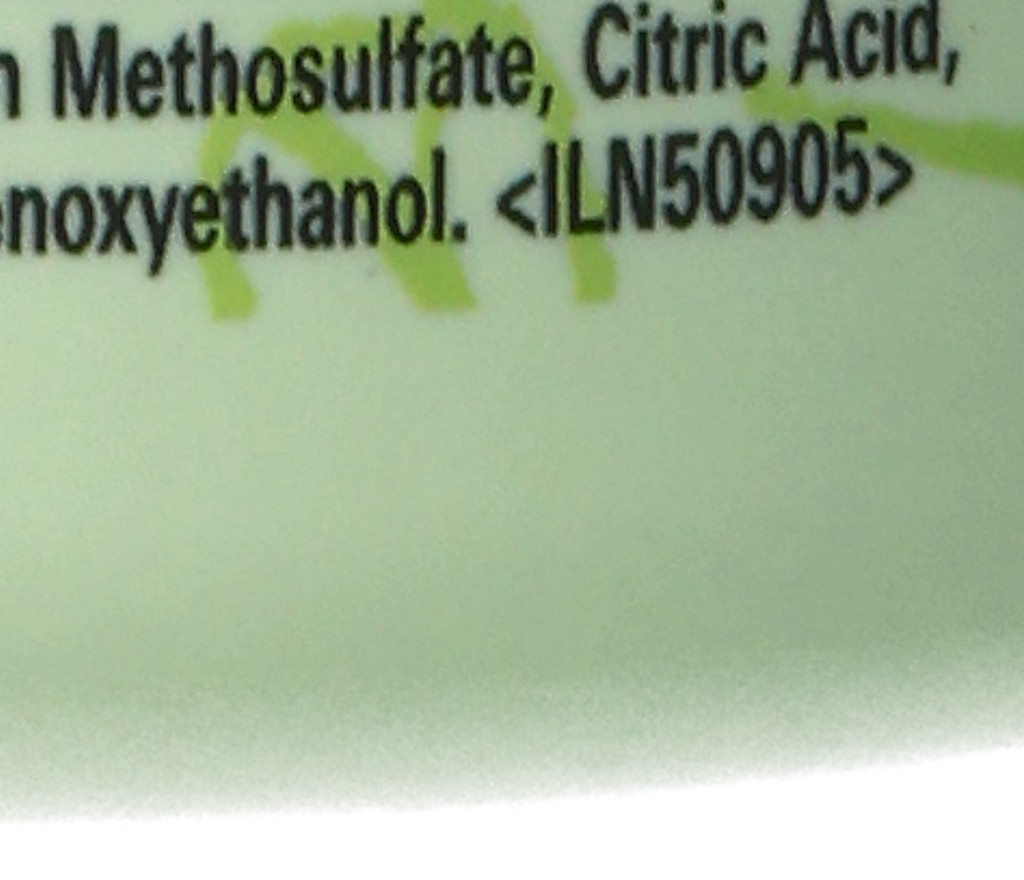 Methosulfate, Citric Acid,
noxyethanol. <ILN50905>